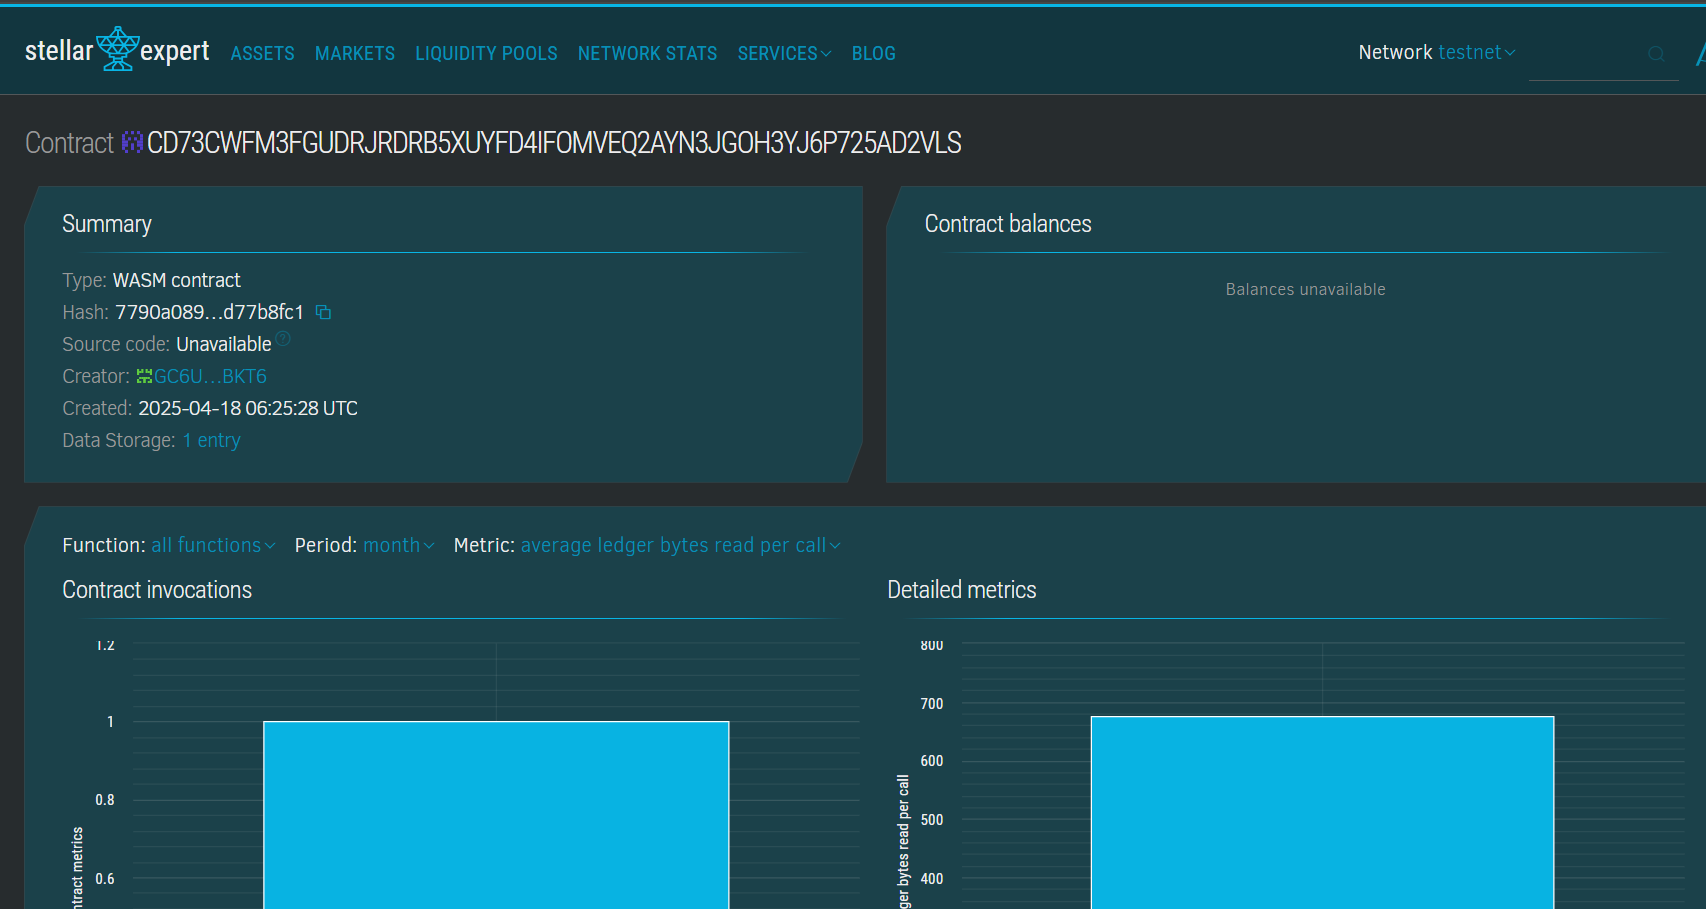 stellar expert ASSETS MARKETS LIQUIDITY POOLS NETWORK STATS SERVICES BLOG Network testnet
Contract CD73CWFM3FGUDRJRDRB5XUYFD4IFOMVEQ2AYN3JGOH3YJ6P725AD2VLS
Summary
Type: WASM contract
Hash: 7790a089...d77b8fc1
Source code: Unavailable
Creator: GC6U...BKT6
Created: 2025-04-18 06:25:28 UTC
Data Storage: 1 entry
Contract balances
Balances unavailable
Function: all functions Period: month Metric: average ledger bytes read per call
Contract invocations
1.2
1
0.8
0.6
ntract metrics
Detailed metrics
800
700
600
500
400
ger bytes read per call